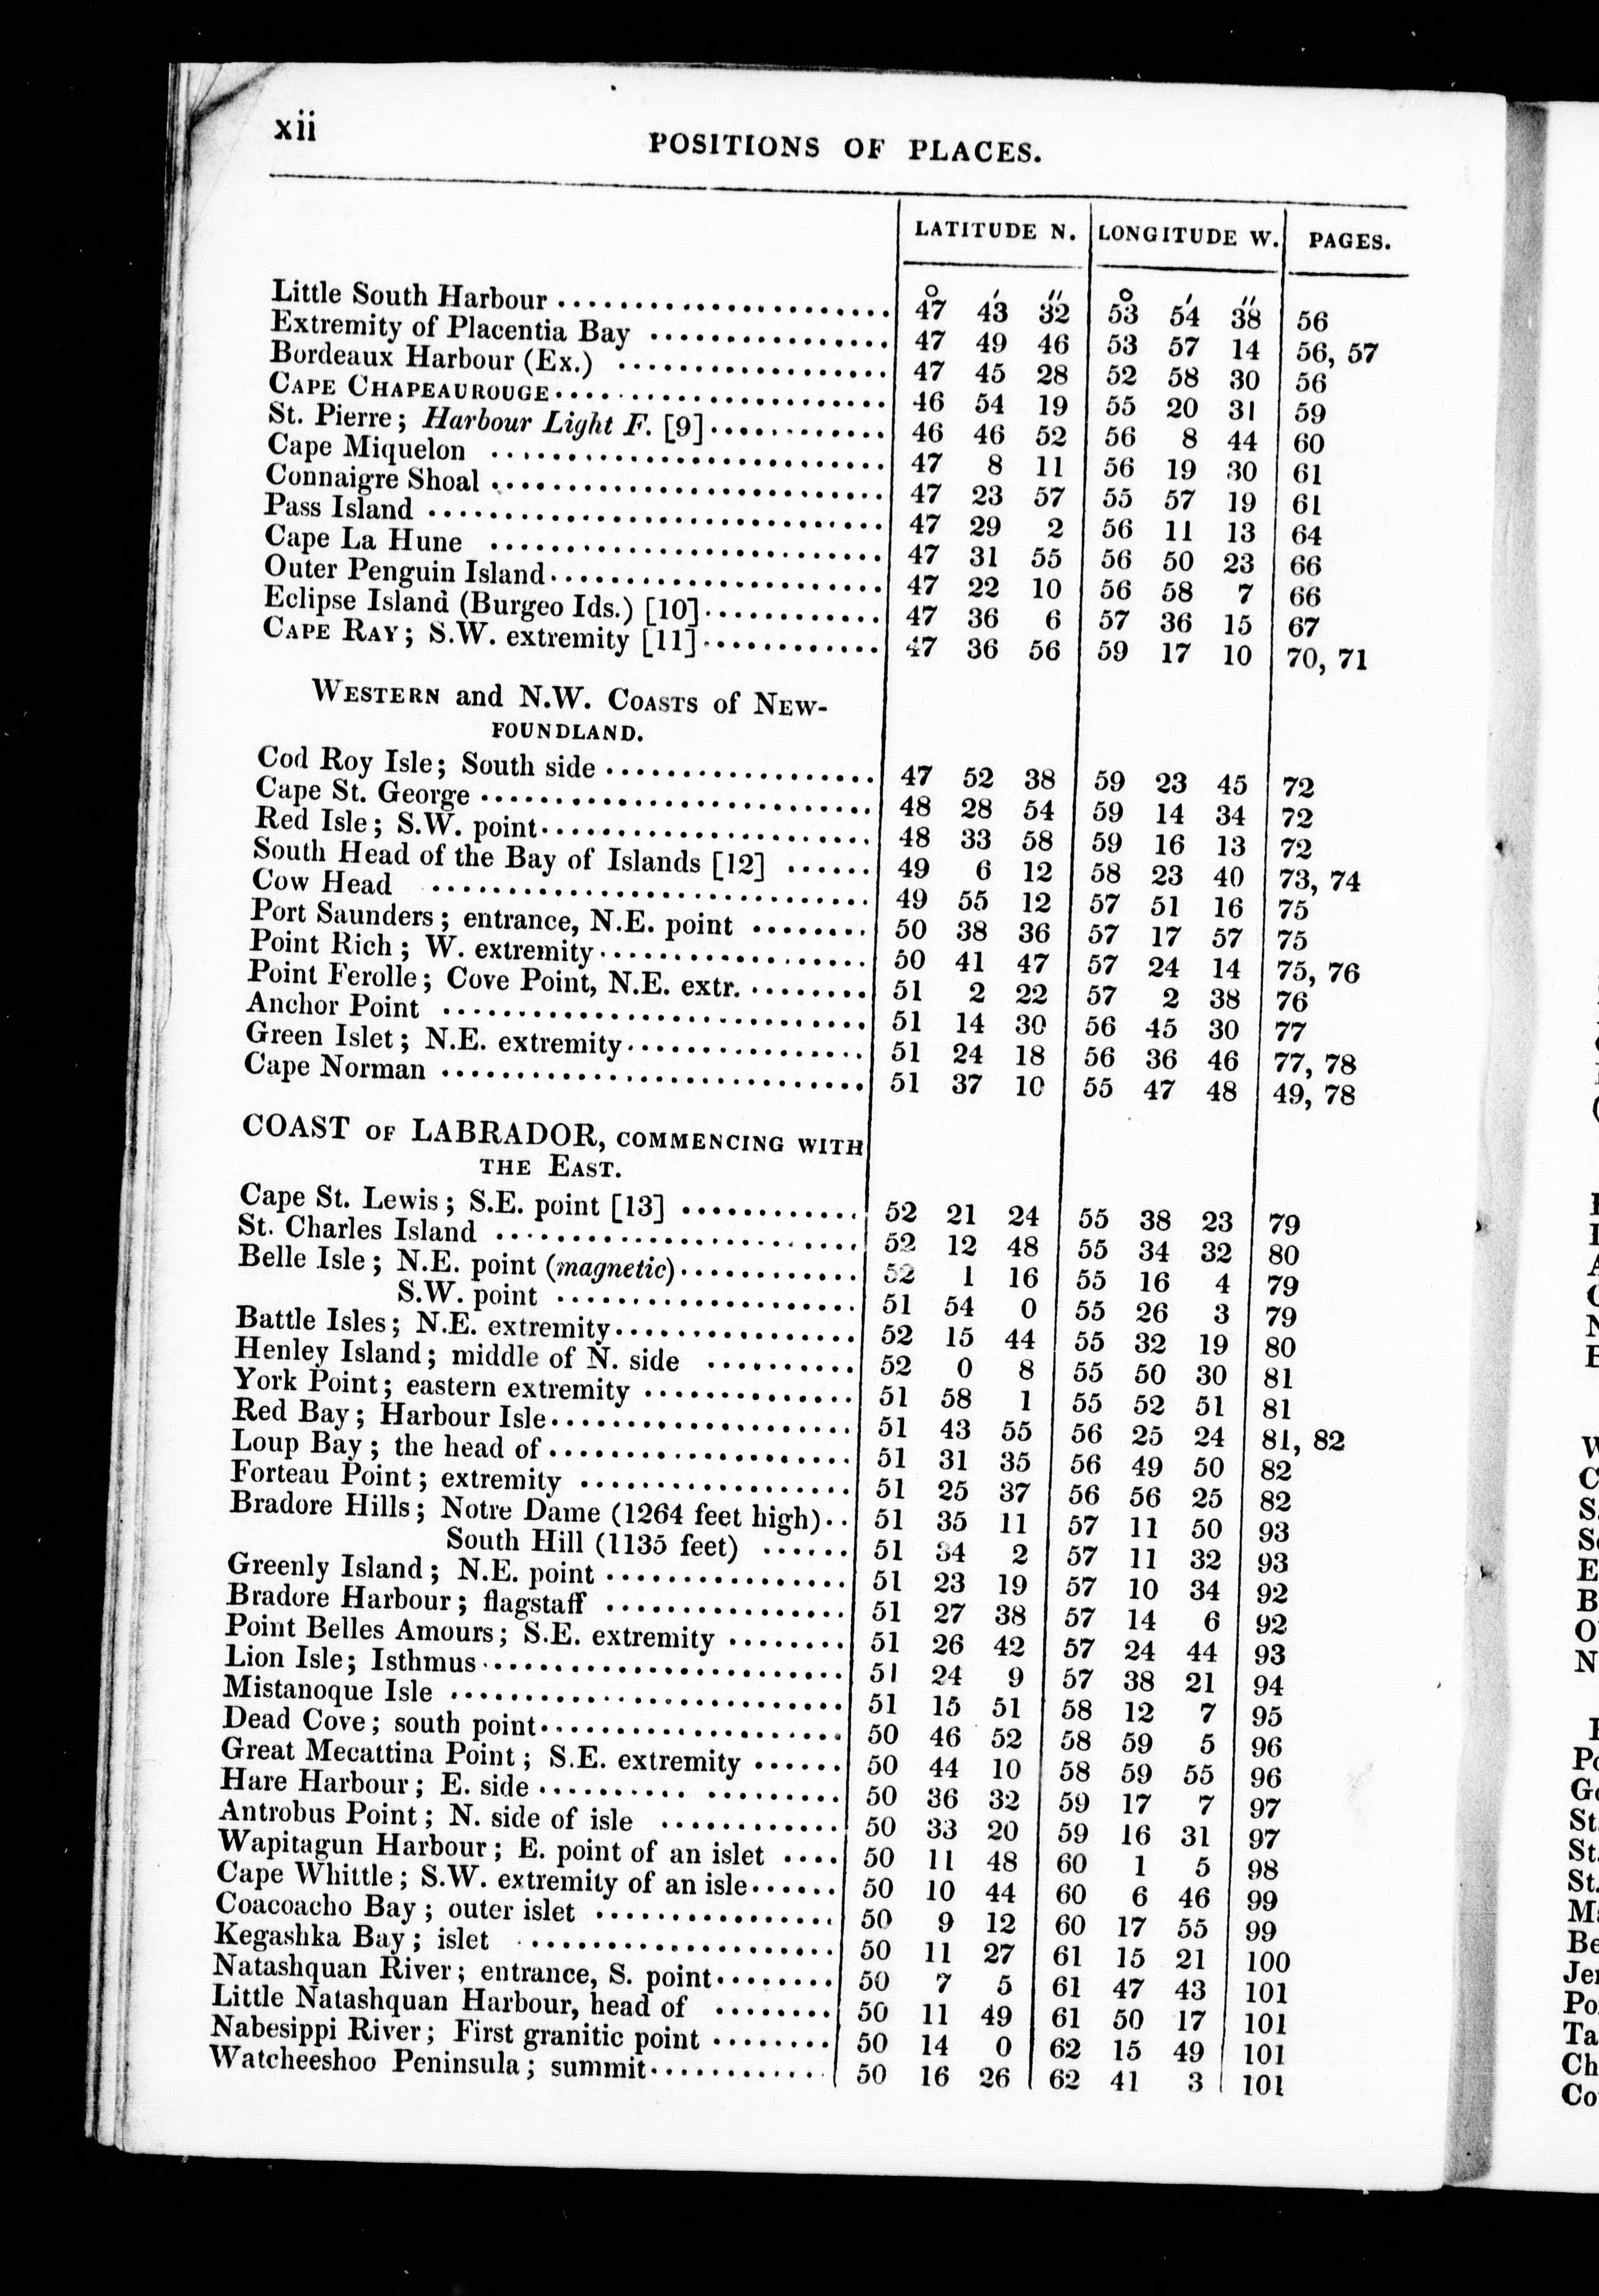 xii
POSITIONS OF PLACES.
LATITUDE N. LONGITUDE W. PAGES.
° ′ ″ ° ′ ″
Little South Harbour .................... 47 43 32 53 54 38 56
Extremity of Placentia Bay ................ 47 49 46 53 57 14 56, 57
Bordeaux Harbour (Ex.) .................. 47 45 28 52 58 30 56
CAPE CHAPEAUROUGE...................... 46 54 19 55 20 31 59
St. Pierre; Harbour Light F. [9]............ 46 46 52 56 8 44 60
Cape Miquelon .......................... 47 8 11 56 19 30 61
Connaigre Shoal .......................... 47 23 57 55 57 19 61
Pass Island .............................. 47 29 2 56 11 13 64
Cape La Hune .......................... 47 31 55 56 50 23 66
Outer Penguin Island...................... 47 22 10 56 58 7 66
Eclipse Island (Burgeo Ids.) [10]............ 47 36 6 57 36 15 67
CAPE RAY; S.W. extremity [11]............ 47 36 56 59 17 10 70, 71
WESTERN and N.W. COASTS of NEW-
FOUNDLAND.
Cod Roy Isle; South side .................. 47 52 38 59 23 45 72
Cape St. George .......................... 48 28 54 59 14 34 72
Red Isle; S.W. point...................... 48 33 58 59 16 13 72
South Head of the Bay of Islands [12] ...... 49 6 12 58 23 40 73, 74
Cow Head ............................ 49 55 12 57 51 16 75
Port Saunders; entrance, N.E. point ........ 50 38 36 57 17 57 75
Point Rich; W. extremity.................. 50 41 47 57 24 14 75, 76
Point Ferolle; Cove Point, N.E. extr. ........ 51 2 22 57 2 38 76
Anchor Point ............................ 51 14 30 56 45 30 77
Green Islet; N.E. extremity................ 51 24 18 56 36 46 77, 78
Cape Norman ............................ 51 37 10 55 47 48 49, 78
COAST OF LABRADOR, COMMENCING WITH
THE EAST.
Cape St. Lewis; S.E. point [13] ............ 52 21 24 55 38 23 79
St. Charles Island ........................ 52 12 48 55 34 32 80
Belle Isle; N.E. point (magnetic)............ 52 1 16 55 16 4 79
S.W. point .................... 51 54 0 55 26 3 79
Battle Isles; N.E. extremity................ 52 15 44 55 32 19 80
Henley Island; middle of N. side .......... 52 0 8 55 50 30 81
York Point; eastern extremity .............. 51 58 1 55 52 51 81
Red Bay; Harbour Isle.................... 51 43 55 56 25 24 81, 82
Loup Bay; the head of .................... 51 31 35 56 49 50 82
Forteau Point; extremity .................. 51 25 37 56 56 25 82
Bradore Hills; Notre Dame (1264 feet high).. 51 35 11 57 11 50 93
South Hill (1135 feet) ...... 51 34 2 57 11 32 93
Greenly Island; N.E. point ................ 51 23 19 57 10 34 92
Bradore Harbour; flagstaff ................ 51 27 38 57 14 6 92
Point Belles Amours; S.E. extremity ........ 51 26 42 57 24 44 93
Lion Isle; Isthmus........................ 51 24 9 57 38 21 94
Mistanoque Isle .......................... 51 15 51 58 12 7 95
Dead Cove; south point.................... 50 46 52 58 59 5 96
Great Mecattina Point; S.E. extremity ...... 50 44 10 58 59 55 96
Hare Harbour; E. side .................... 50 36 32 59 17 7 97
Antrobus Point; N. side of isle ............ 50 33 20 59 16 31 97
Wapitagun Harbour; E. point of an islet .... 50 11 48 60 1 5 98
Cape Whittle; S.W. extremity of an isle...... 50 10 44 60 6 46 99
Coacoacho Bay; outer islet ................ 50 9 12 60 17 55 99
Kegashka Bay; islet ...................... 50 11 27 61 15 21 100
Natashquan River; entrance, S. point........ 50 7 5 61 47 43 101
Little Natashquan Harbour, head of ........ 50 11 49 61 50 17 101
Nabesippi River; First granitic point ........ 50 14 0 62 15 49 101
Watcheeshoo Peninsula; summit............ 50 16 26 62 41 3 101